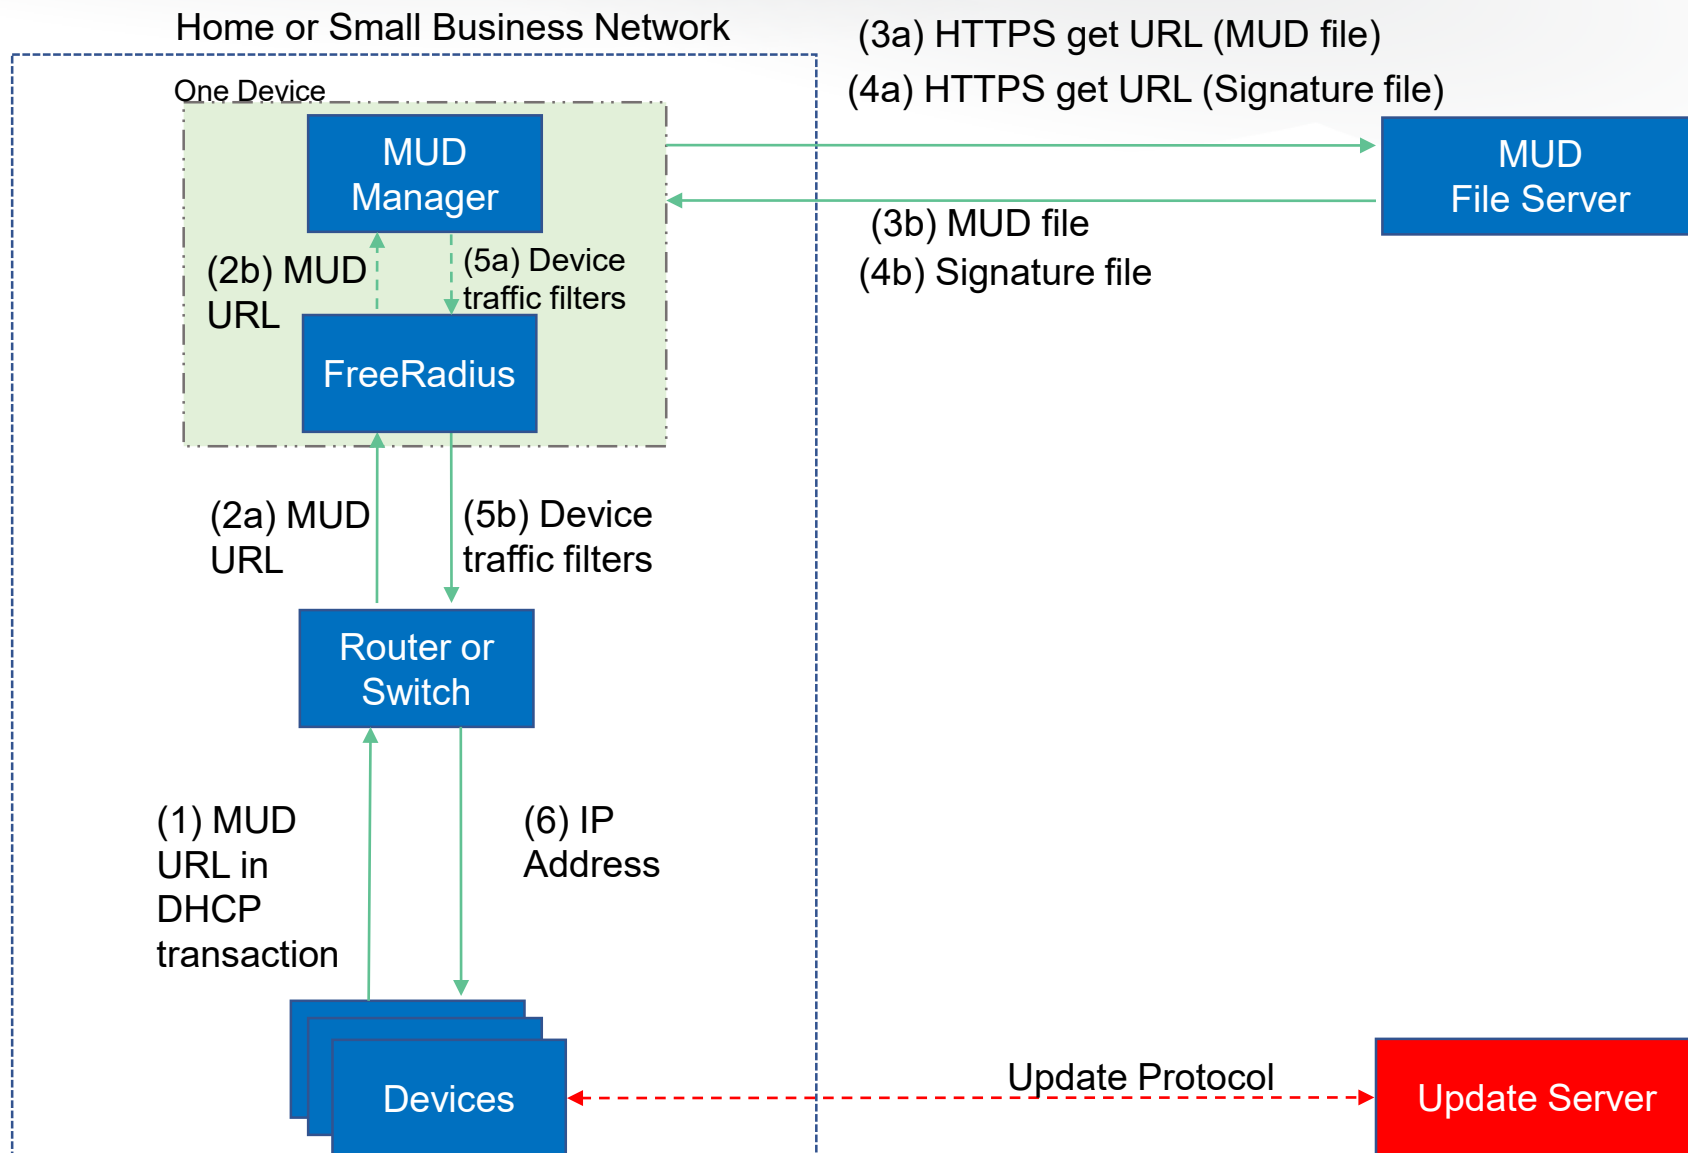 Home or Small Business Network
(3a) HTTPS get URL (MUD file)
(4a) HTTPS get URL (Signature file)
One Device
MUD
Manager
MUD
File Server
(3b) MUD file
(4b) Signature file
(2b) MUD
URL
(5a) Device
traffic filters
FreeRadius
(2a) MUD
URL
(5b) Device
traffic filters
Router or
Switch
(1) MUD
URL in
DHCP
transaction
(6) IP
Address
Devices
Update Protocol
Update Server